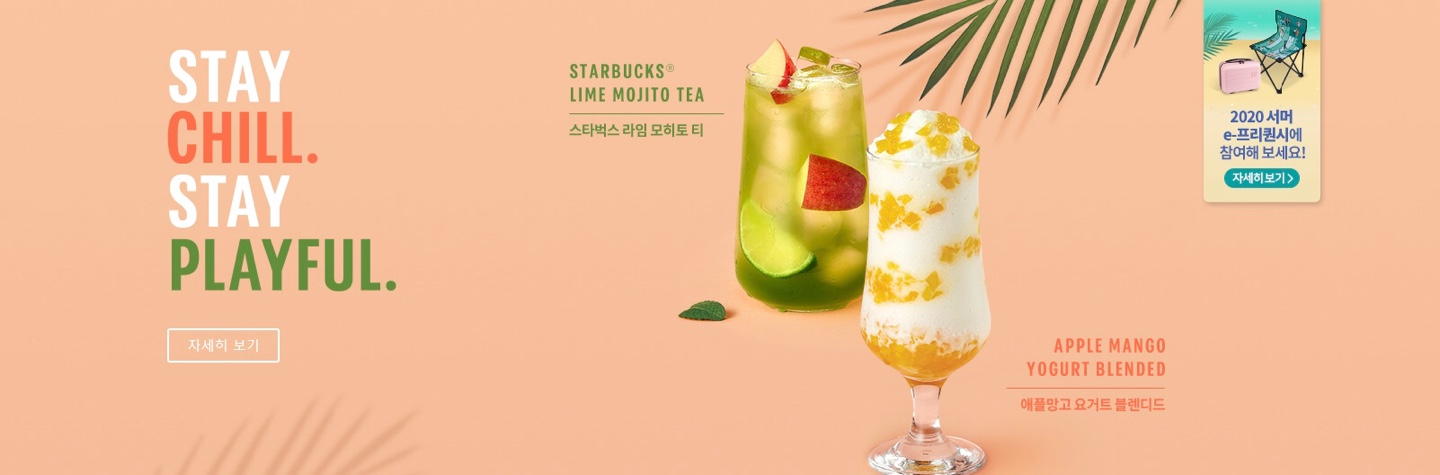 STAY
CHILL.
STAY
PLAYFUL.
자세히 보기
STARBUCKS®
LIME MOJITO TEA
스타벅스 라임 모히토 티
APPLE MANGO
YOGURT BLENDED
애플망고 요거트 블렌디드
2020 서머
e-프리퀀시에
참여해 보세요!
자세히 보기 >